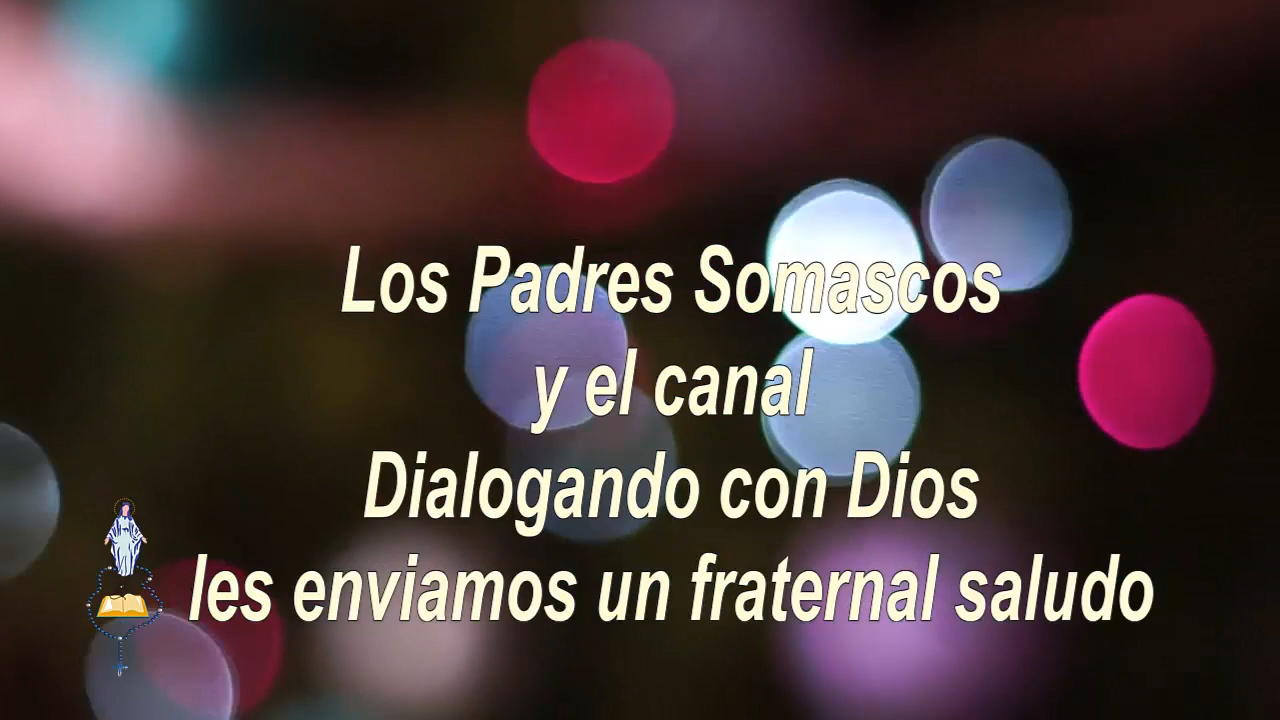 Los Padres Somascos
y el canal
Dialogando con Dios
les enviamos un fraternal saludo